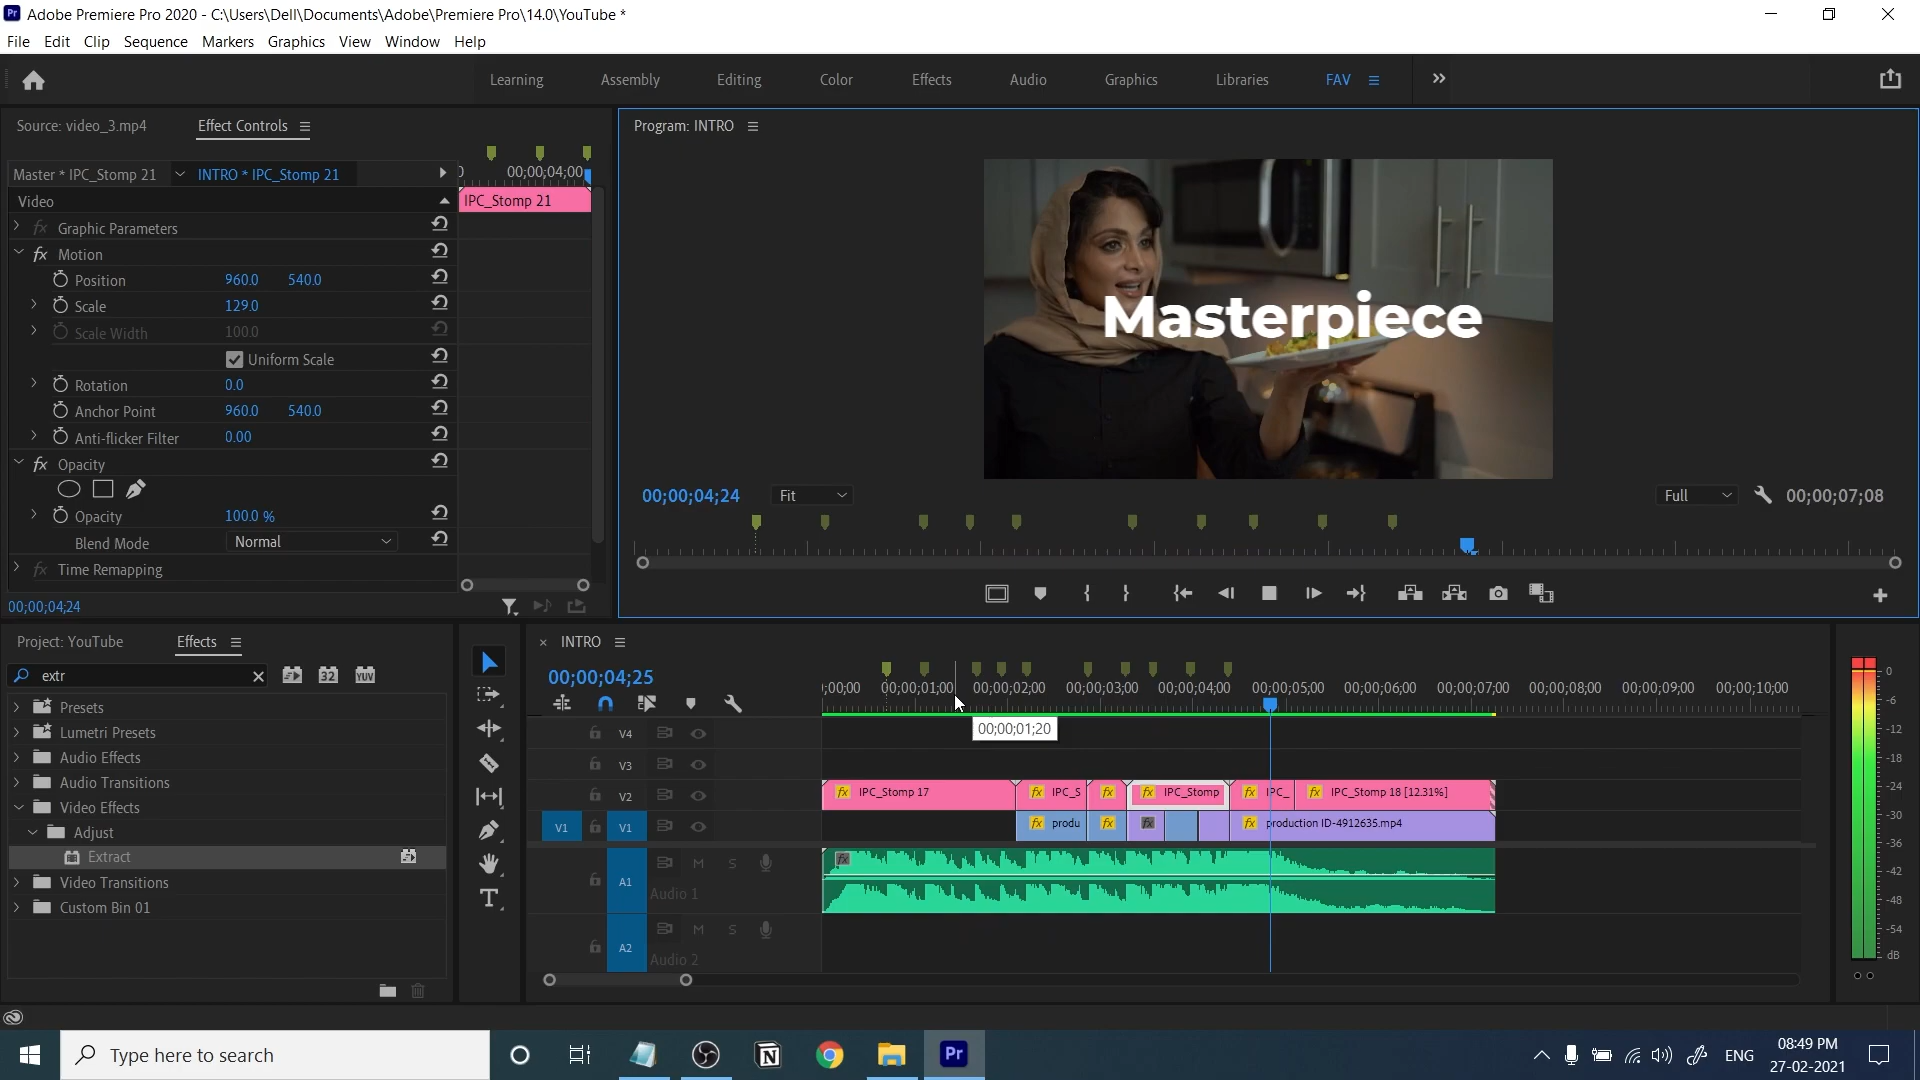 Adobe Premiere Pro 2020 - C:\Users\Dell\Documents\Adobe\Premiere Pro\14.0\YouTube *
File Edit Clip Sequence Markers Graphics View Window Help
Learning Assembly Editing Color Effects Audio Graphics Libraries FAV
Source: video_3.mp4 Effect Controls
Program: INTRO
Master * IPC_Stomp 21 INTRO * IPC_Stomp 21
00;00;04;00
Video
IPC_Stomp 21
fx Graphic Parameters
fx Motion
Position 960.0 540.0
Scale 129.0
Scale Width 100.0
Uniform Scale
Rotation 0.0
Anchor Point 960.0 540.0
Anti-flicker Filter 0.00
fx Opacity
Opacity 100.0 %
Blend Mode Normal
fx Time Remapping
00;00;04;24
Masterpiece
00;00;04;24 Fit Full 00;00;07;08
Project: YouTube Effects
extr
32 YUV
Presets
Lumetri Presets
Audio Effects
Audio Transitions
Video Effects
Adjust
Extract
Video Transitions
Custom Bin 01
INTRO
00;00;04;25
;00;00 00;00;01;00 00;00;02;00 00;00;03;00 00;00;04;00 00;00;05;00 00;00;06;00 00;00;07;00 00;00;08;00 00;00;09;00 00;00;10;00
00;00;01;20
V4
V3
V2
fx IPC_Stomp 17 fx IPC_S fx fx IPC_Stomp fx IPC_ fx IPC_Stomp 18 [12.31%]
V1 V1
fx produ fx fx fx production ID-4912635.mp4
A1 M S
Audio 1
fx
A2 M S
Audio 2
0
-6
-12
-18
-24
-30
-36
-42
-48
-54
dB
Type here to search
N
Pr
ENG
08:49 PM
27-02-2021